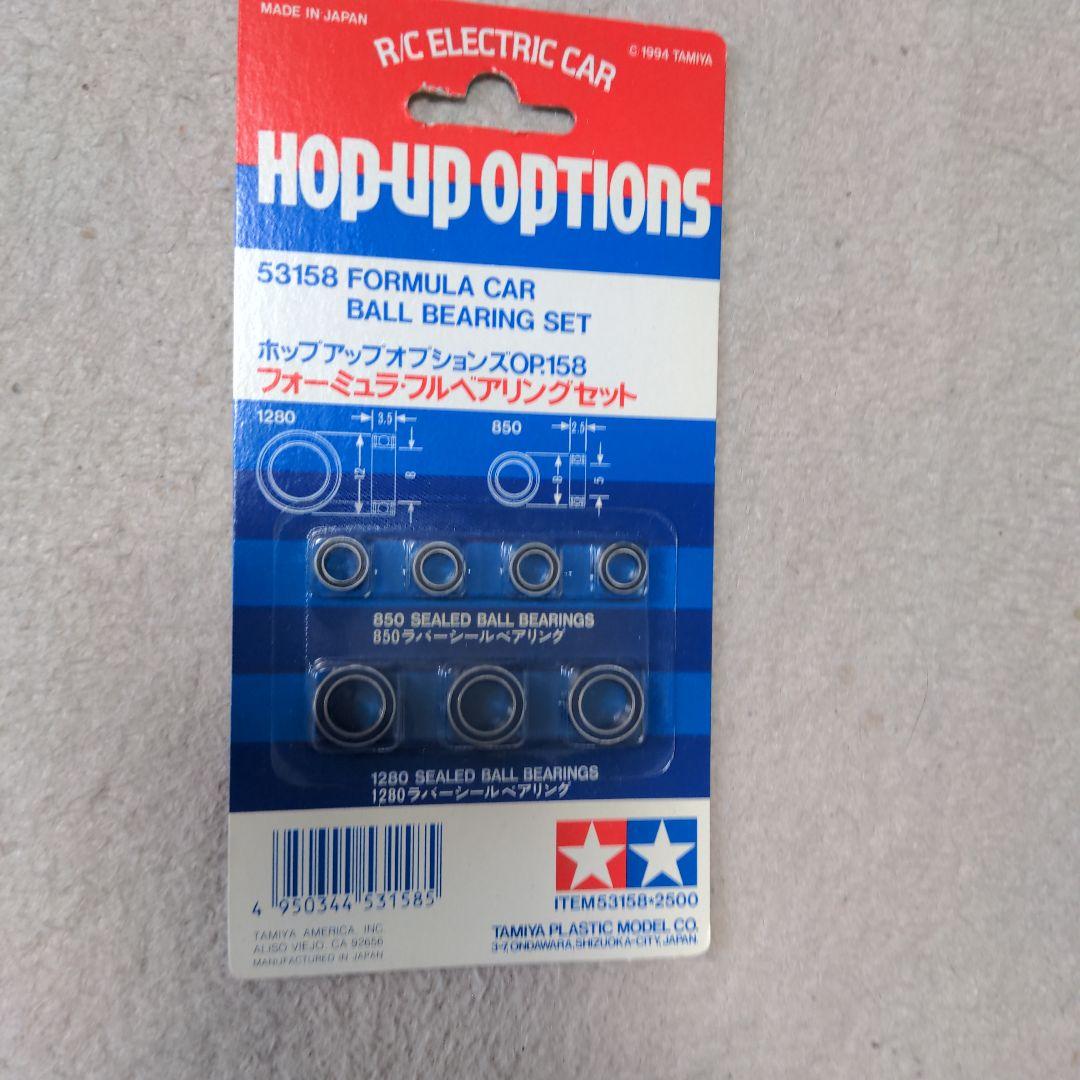 MADE IN JAPAN
© 1994 TAMIYA
R/C ELECTRIC CAR
HOP-UP OPTIONS
53158 FORMULA CAR
BALL BEARING SET
ホップアップオプションズOP.158
フォーミュラ・フルベアリングセット
1280
3.5
12
8
850
2.5
8
5
850 SEALED BALL BEARINGS
850ラバーシールベアリング
1280 SEALED BALL BEARINGS
1280ラバーシールベアリング
4 950344 531585
ITEM 53158★2500
TAMIYA AMERICA, INC.
ALISO VIEJO, CA 92656
MANUFACTURED IN JAPAN
TAMIYA PLASTIC MODEL CO.
3-7, ONDAWARA, SHIZUOKA-CITY, JAPAN.